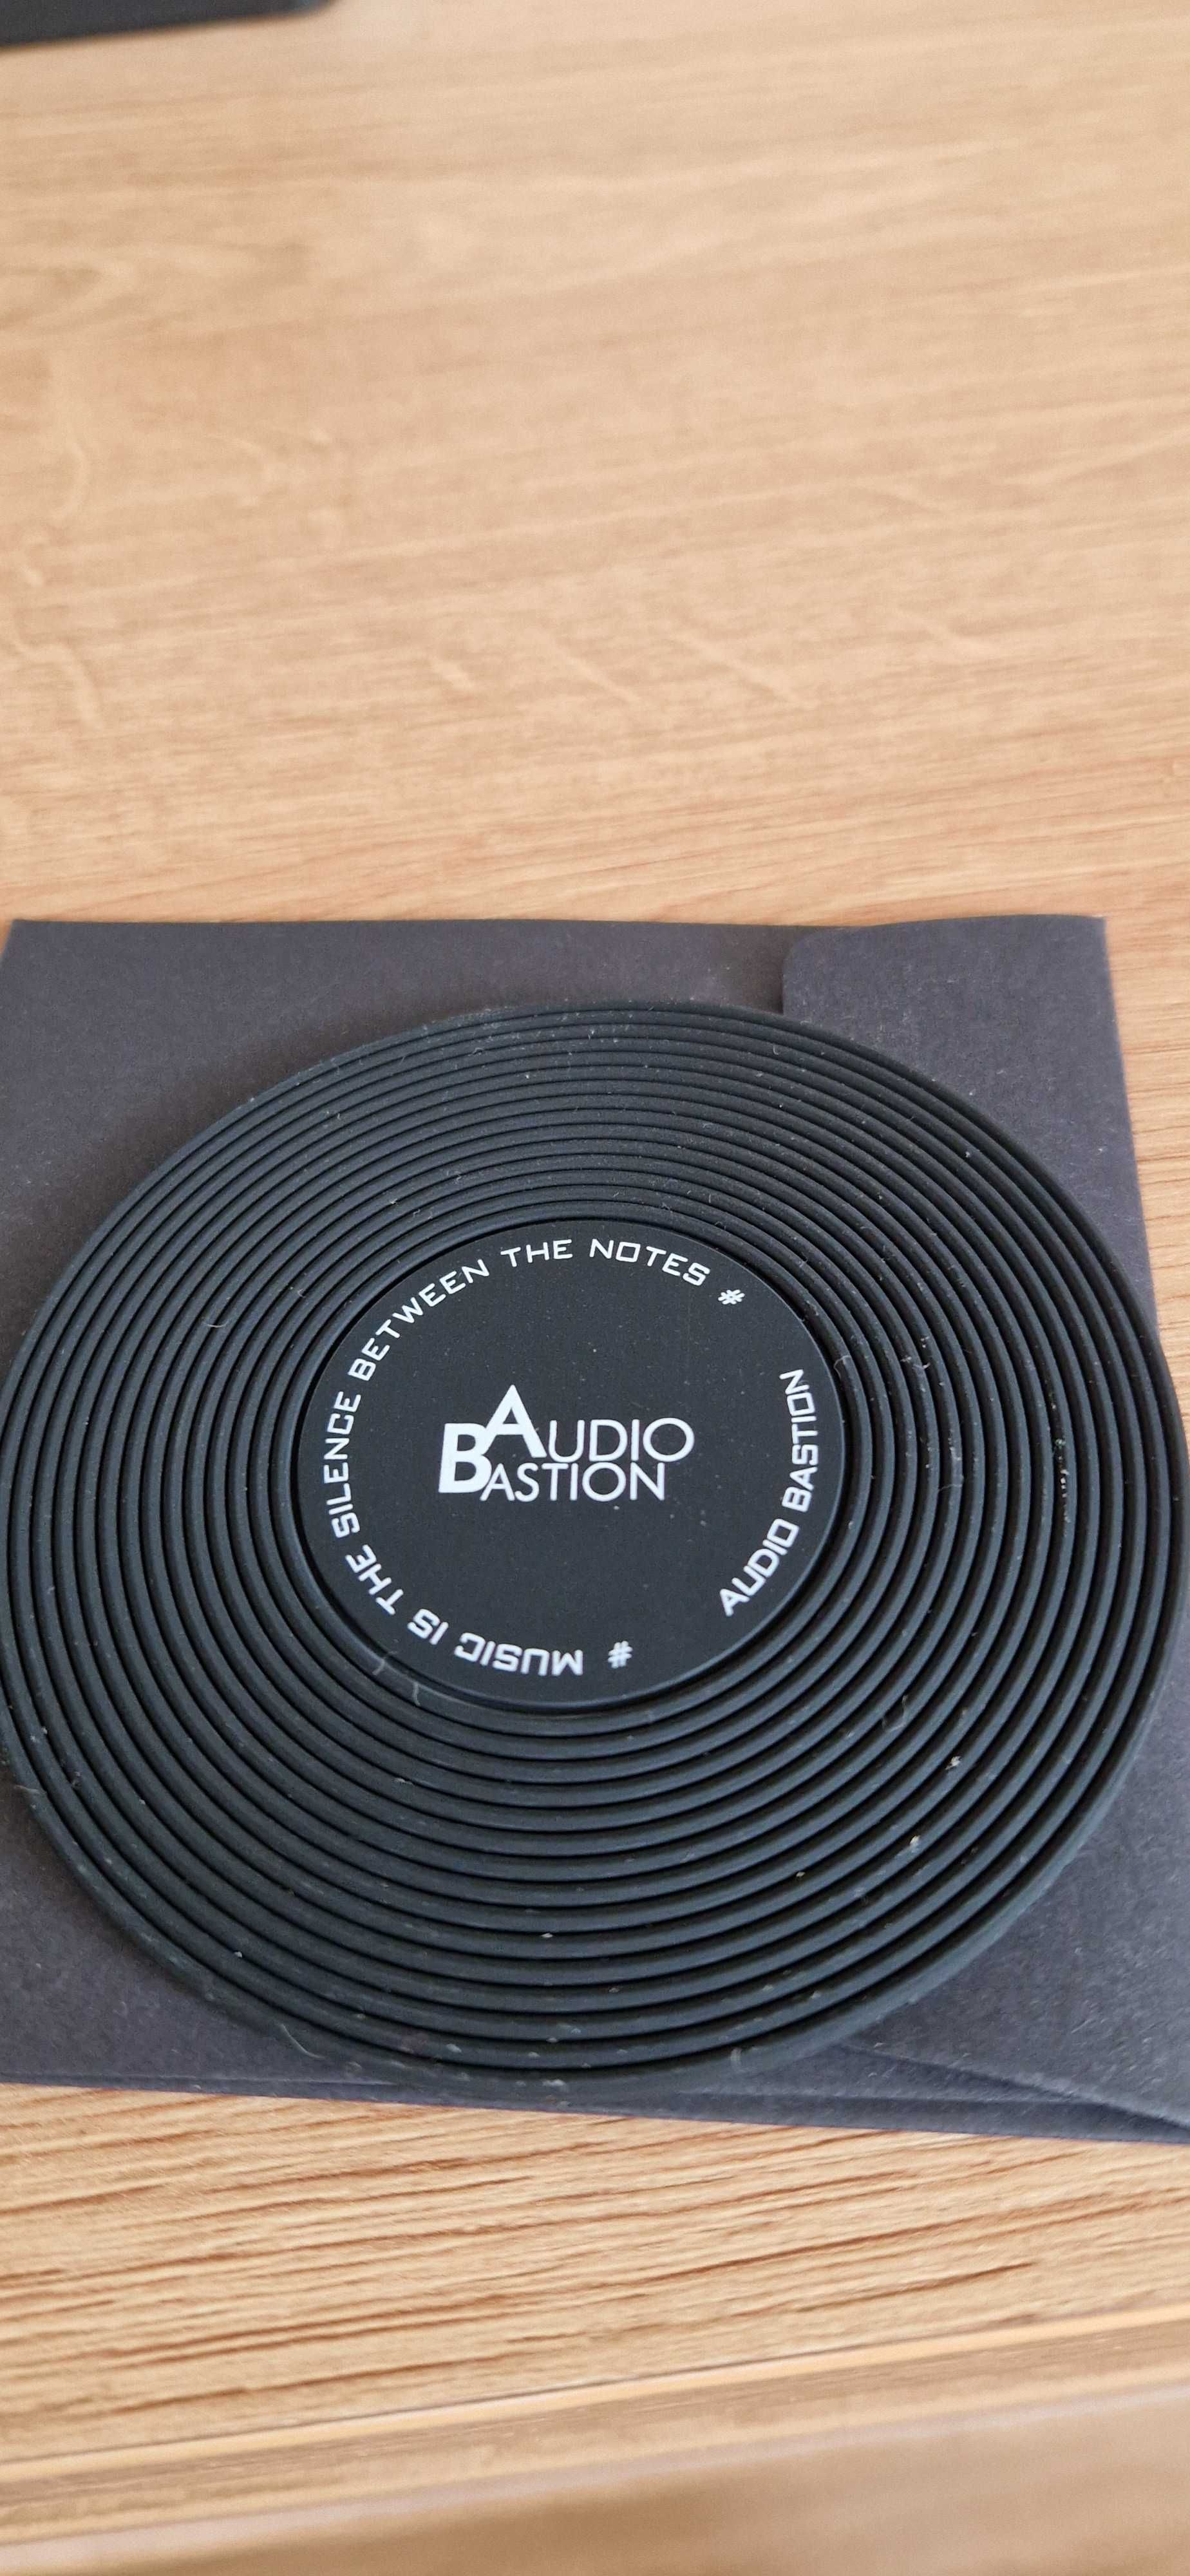 # MUSIC IS THE SILENCE BETWEEN THE NOTES #
AUDIO BASTION
AUDIO
BASTION